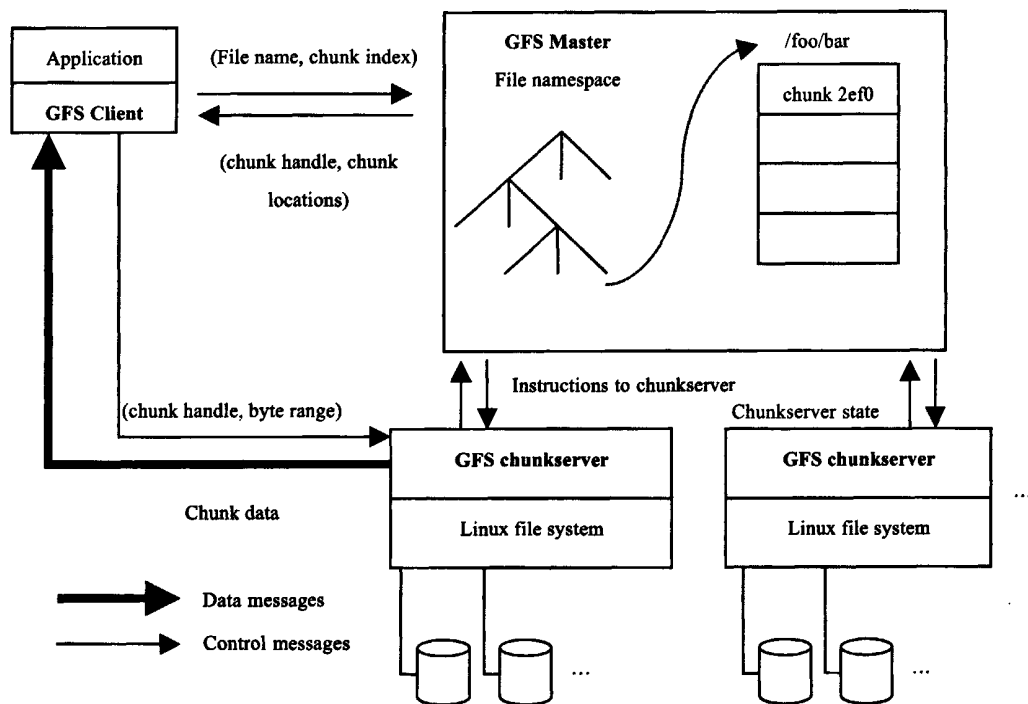 Application
GFS Client
(File name, chunk index)
(chunk handle, chunk
locations)
GFS Master
File namespace
/foo/bar
chunk 2ef0
Instructions to chunkserver
Chunkserver state
(chunk handle, byte range)
GFS chunkserver
Linux file system
GFS chunkserver
Linux file system
...
Chunk data
Data messages
Control messages
...
...